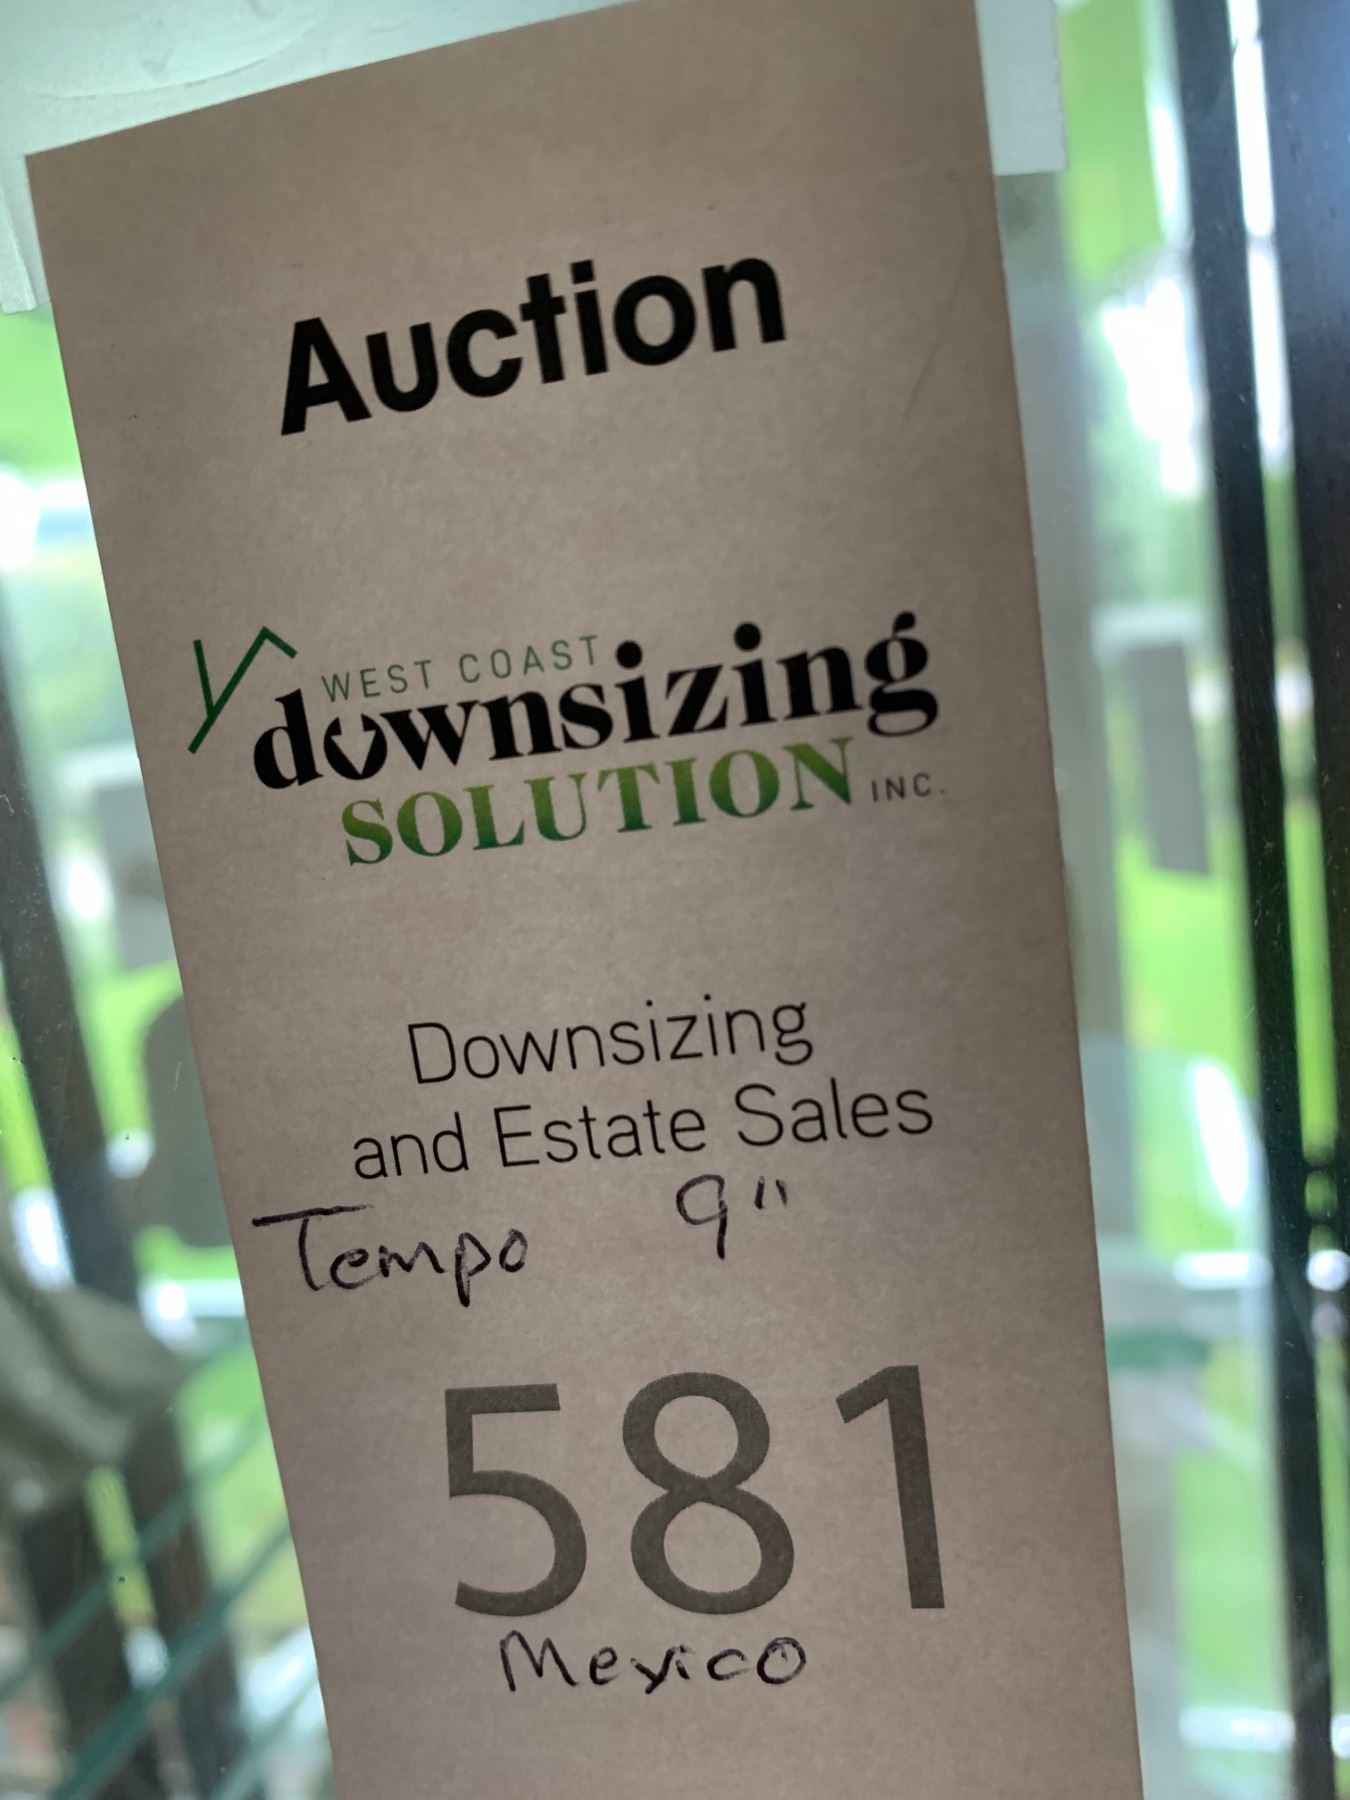 Auction
WEST COAST
downsizing
SOLUTION INC.
Downsizing
and Estate Sales
Tempo 9"
581
Mexico